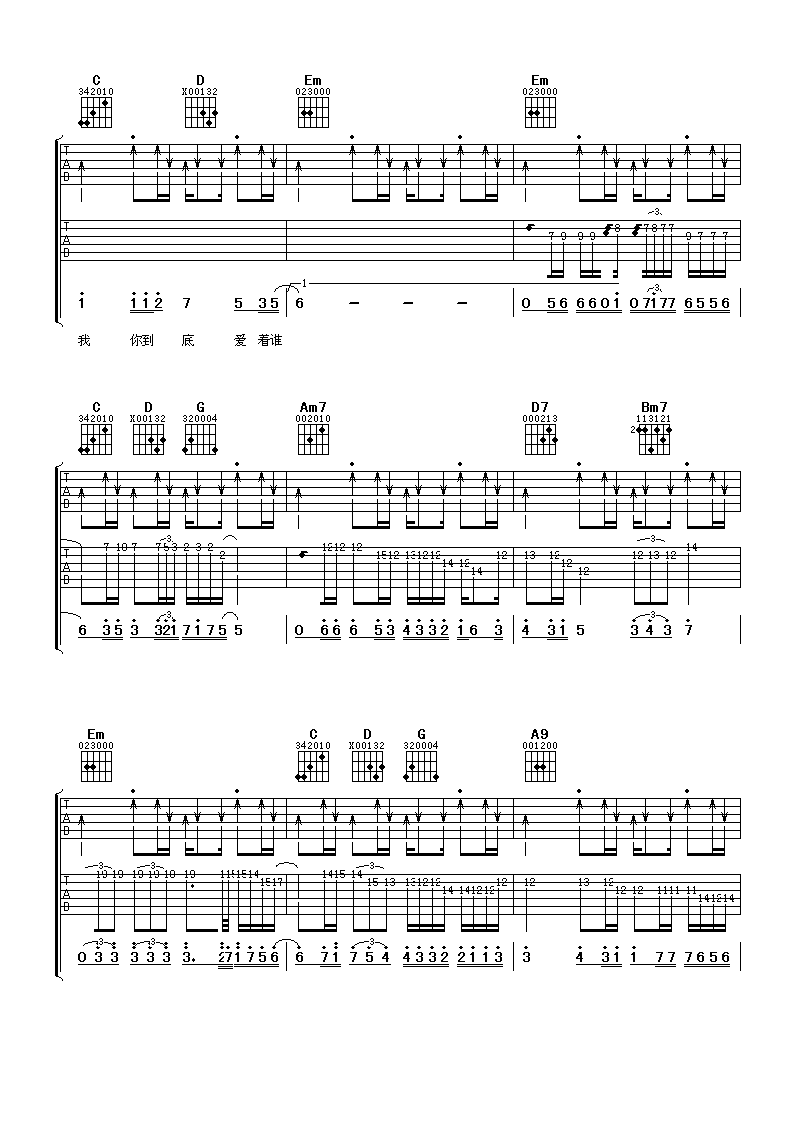 C D Em Em
342010 X00132 023000 023000
T A B
3
T A B
7 9 9 9 8 7 8 7 7 9 7 7 7
1
3
1 1 1 2 7 5 3 5 6 – – – 0 5 6 6 6 0 1 0 7 1 7 7 6 5 5 6
我 你到 底 爱 着谁
C D G Am7 D7 Bm7
342010 X00132 320004 002010 000213 113121
2
T A B
3 3
T A B
7 10 7 7 5 3 2 3 2 2 12 12 12 15 12 13 12 12 14 12 14 12 13 12 12 12 12 13 12 14
3 3
6 3 5 3 3 2 1 7 1 7 5 5 0 6 6 6 5 3 4 3 3 2 1 6 3 4 3 1 5 3 4 3 7
Em C D G A9
023000 342010 X00132 320004 001200
T A B
3 3 3
T A B
19 19 19 19 19 19 15 14 15 17 14 15 14 15 13 13 12 12 14 14 12 12 12 12 13 12 12 12 11 11 11 14 12 14
3 3 3
0 3 3 3 3 3 3. 2 7 1 7 5 6 6 7 1 7 5 4 4 3 3 2 2 1 1 3 3 4 3 1 1 7 7 7 6 5 6